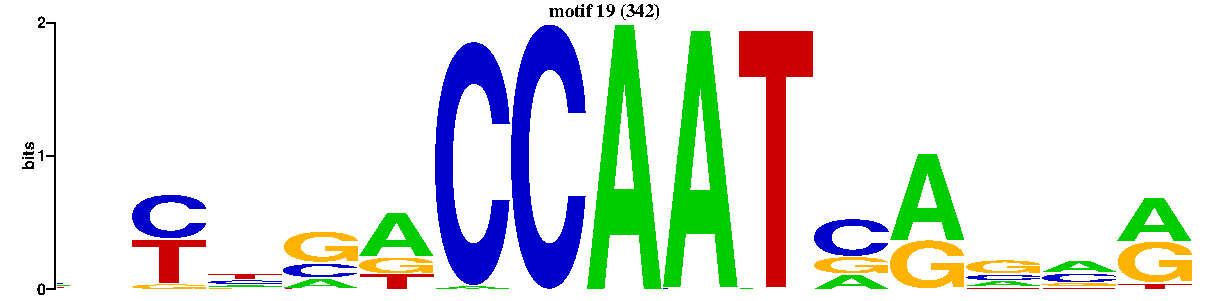 motif 19 (342)
2
bits
1
0
C G A C C A A T C A G A A
T T C G G G C C G
G A T A A